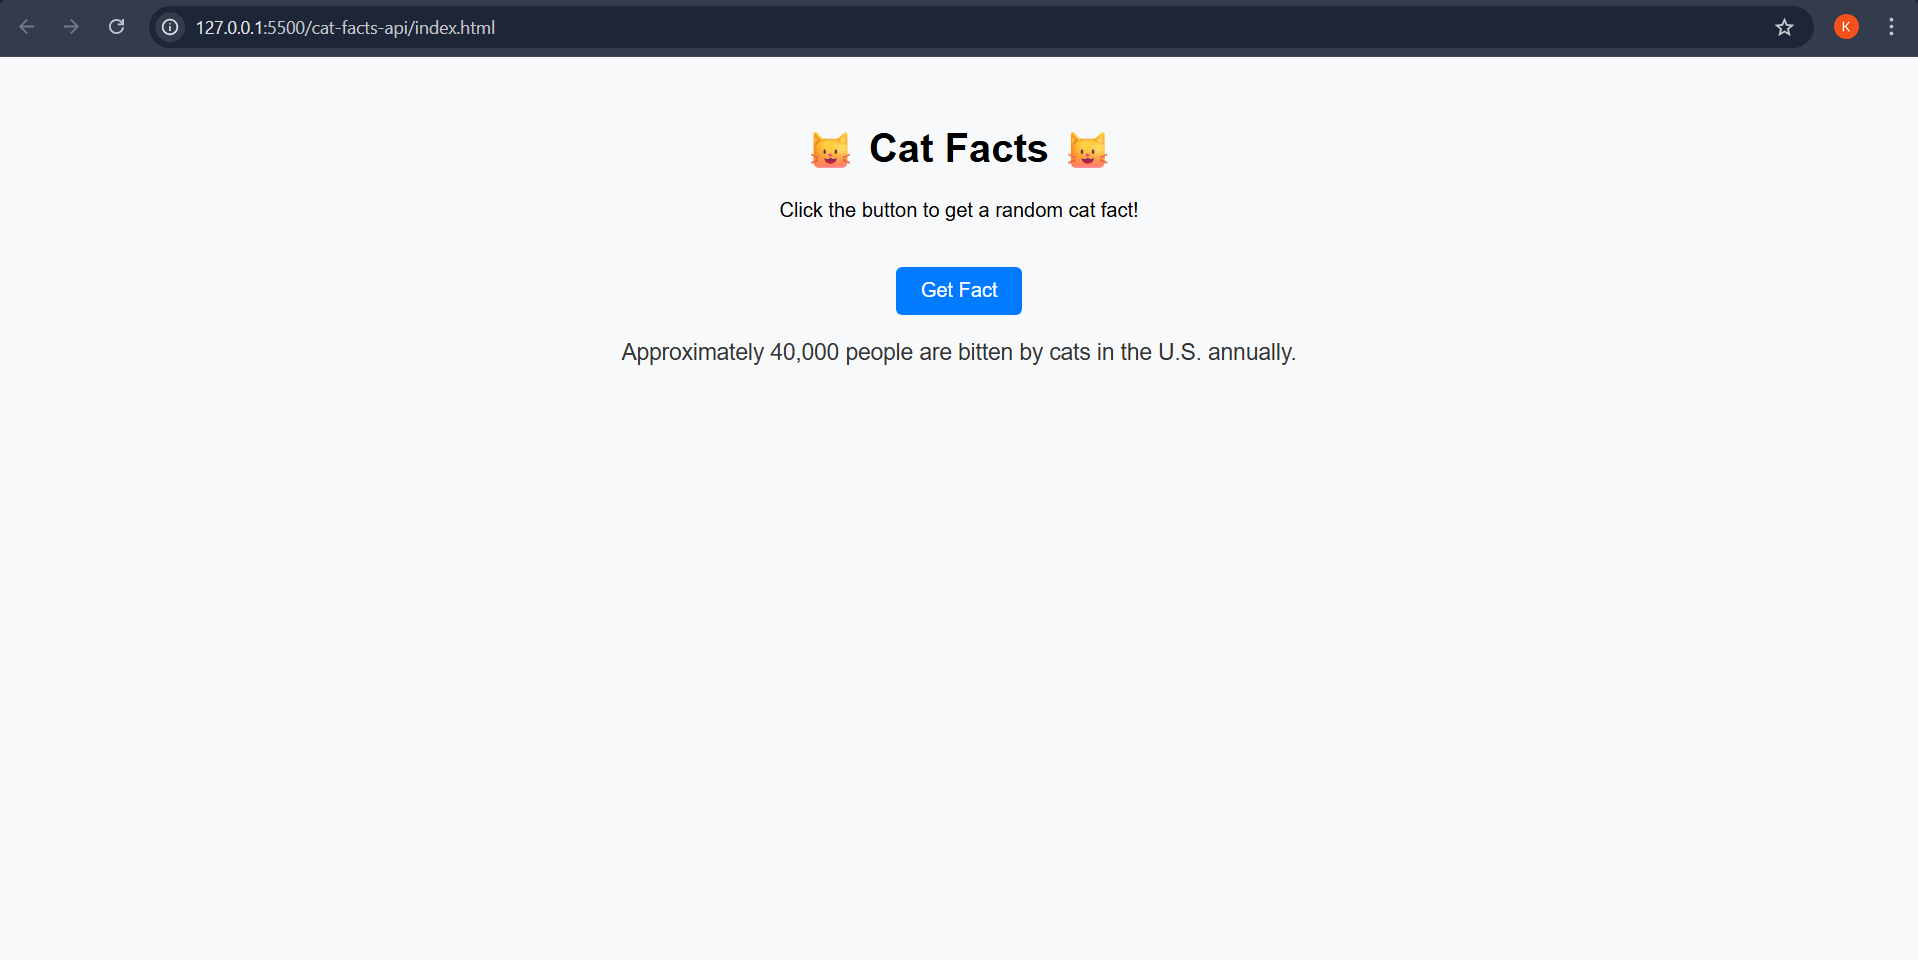 127.0.0.1:5500/cat-facts-api/index.html
K
😺 Cat Facts 😺
Click the button to get a random cat fact!
Get Fact
Approximately 40,000 people are bitten by cats in the U.S. annually.